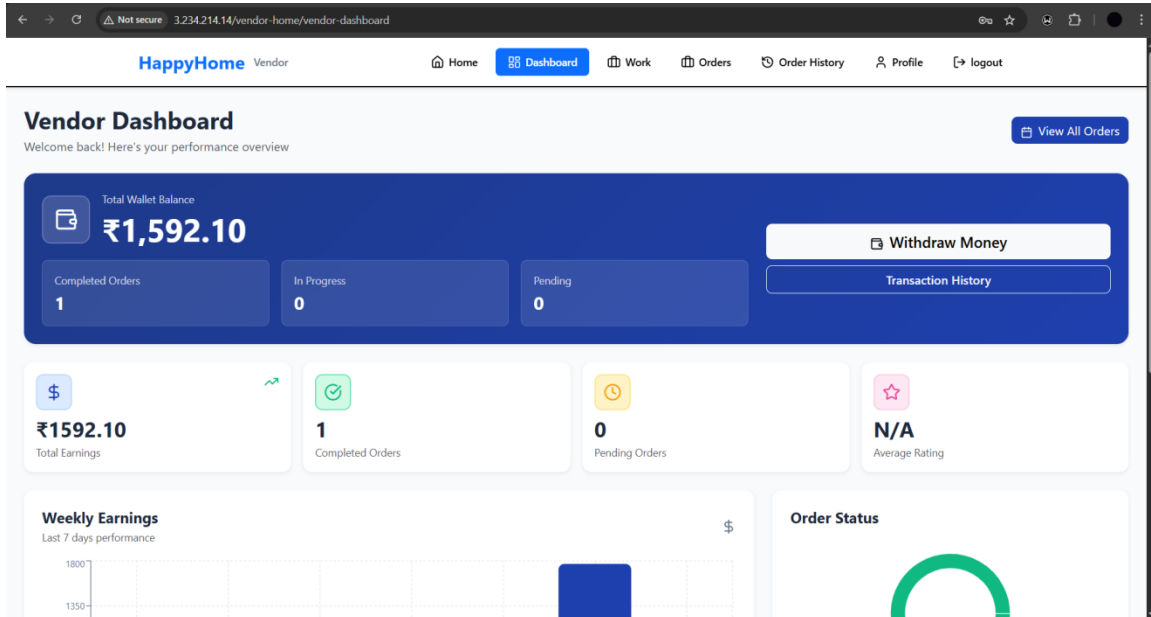 Not secure 3.234.214.14/vendor-home/vendor-dashboard
HappyHome Vendor Home Dashboard Work Orders Order History Profile logout
Vendor Dashboard
Welcome back! Here's your performance overview
View All Orders
Total Wallet Balance
₹1,592.10
Completed Orders
1
In Progress
0
Pending
0
Withdraw Money
Transaction History
$
₹1592.10
Total Earnings
1
Completed Orders
0
Pending Orders
N/A
Average Rating
Weekly Earnings
Last 7 days performance
$
1800
1350
Order Status